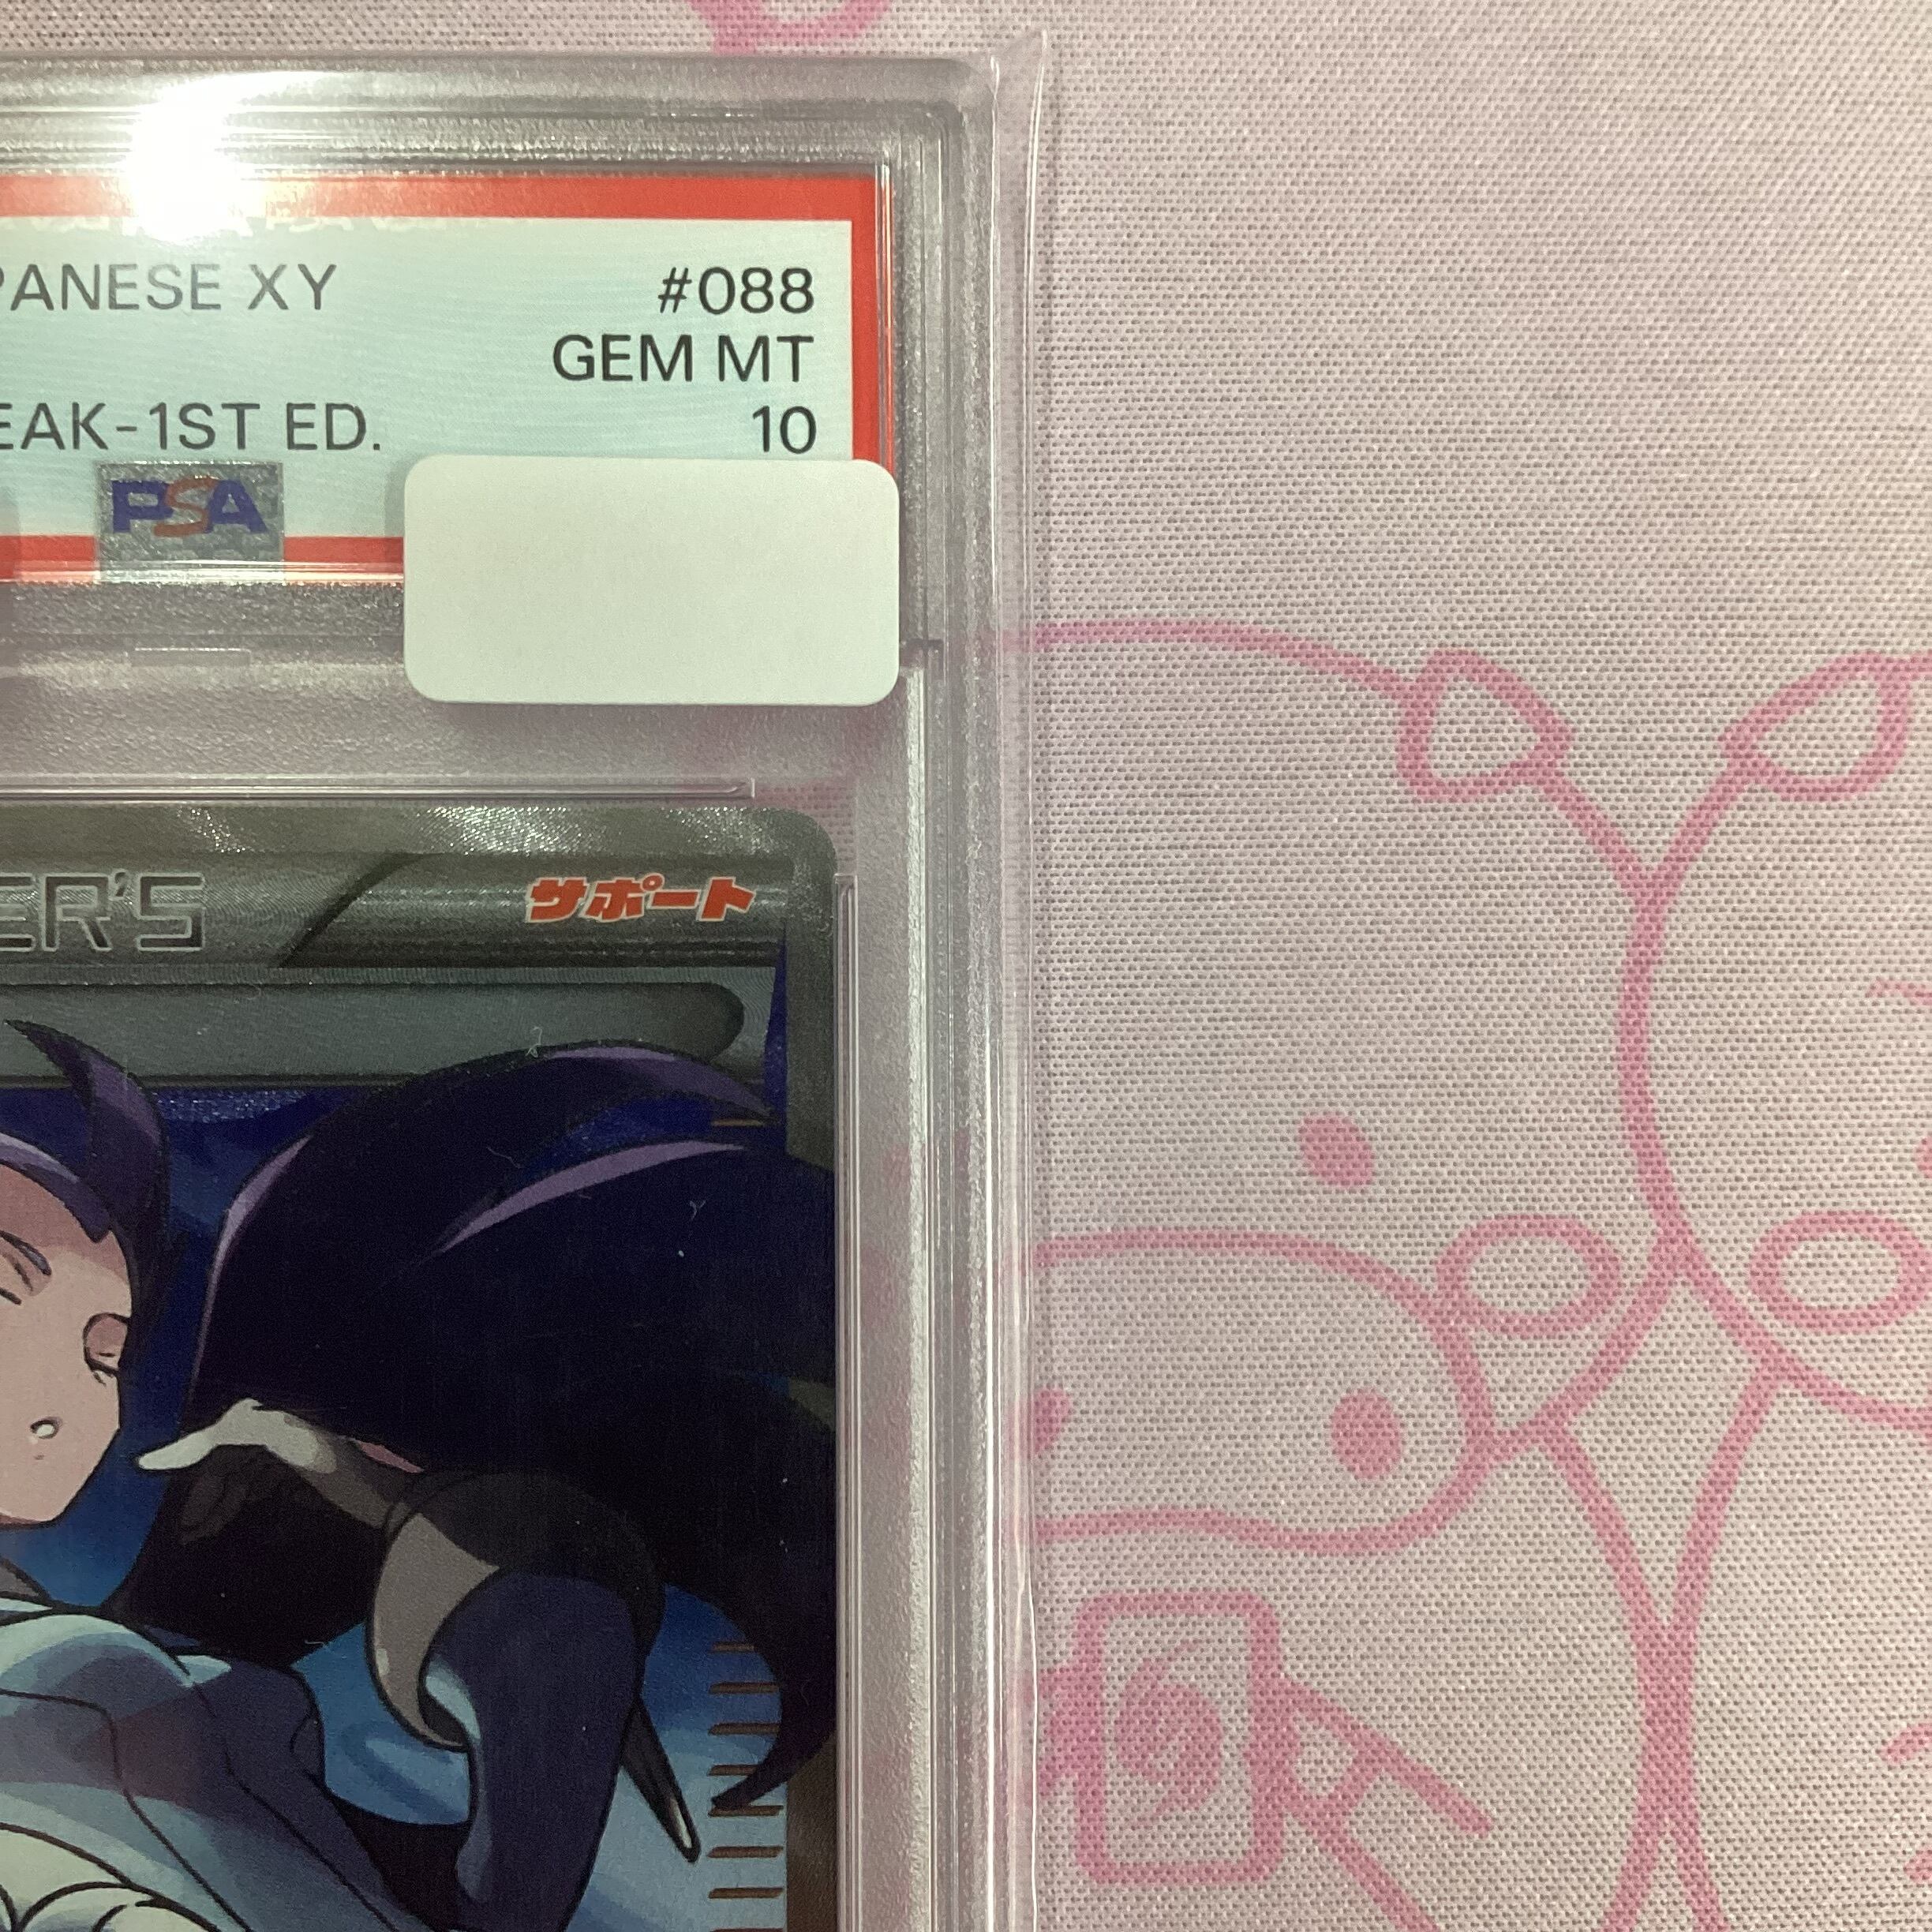 PANESE XY #088
GEM MT
EAK-1ST ED. 10
PSA
ER'S サポート